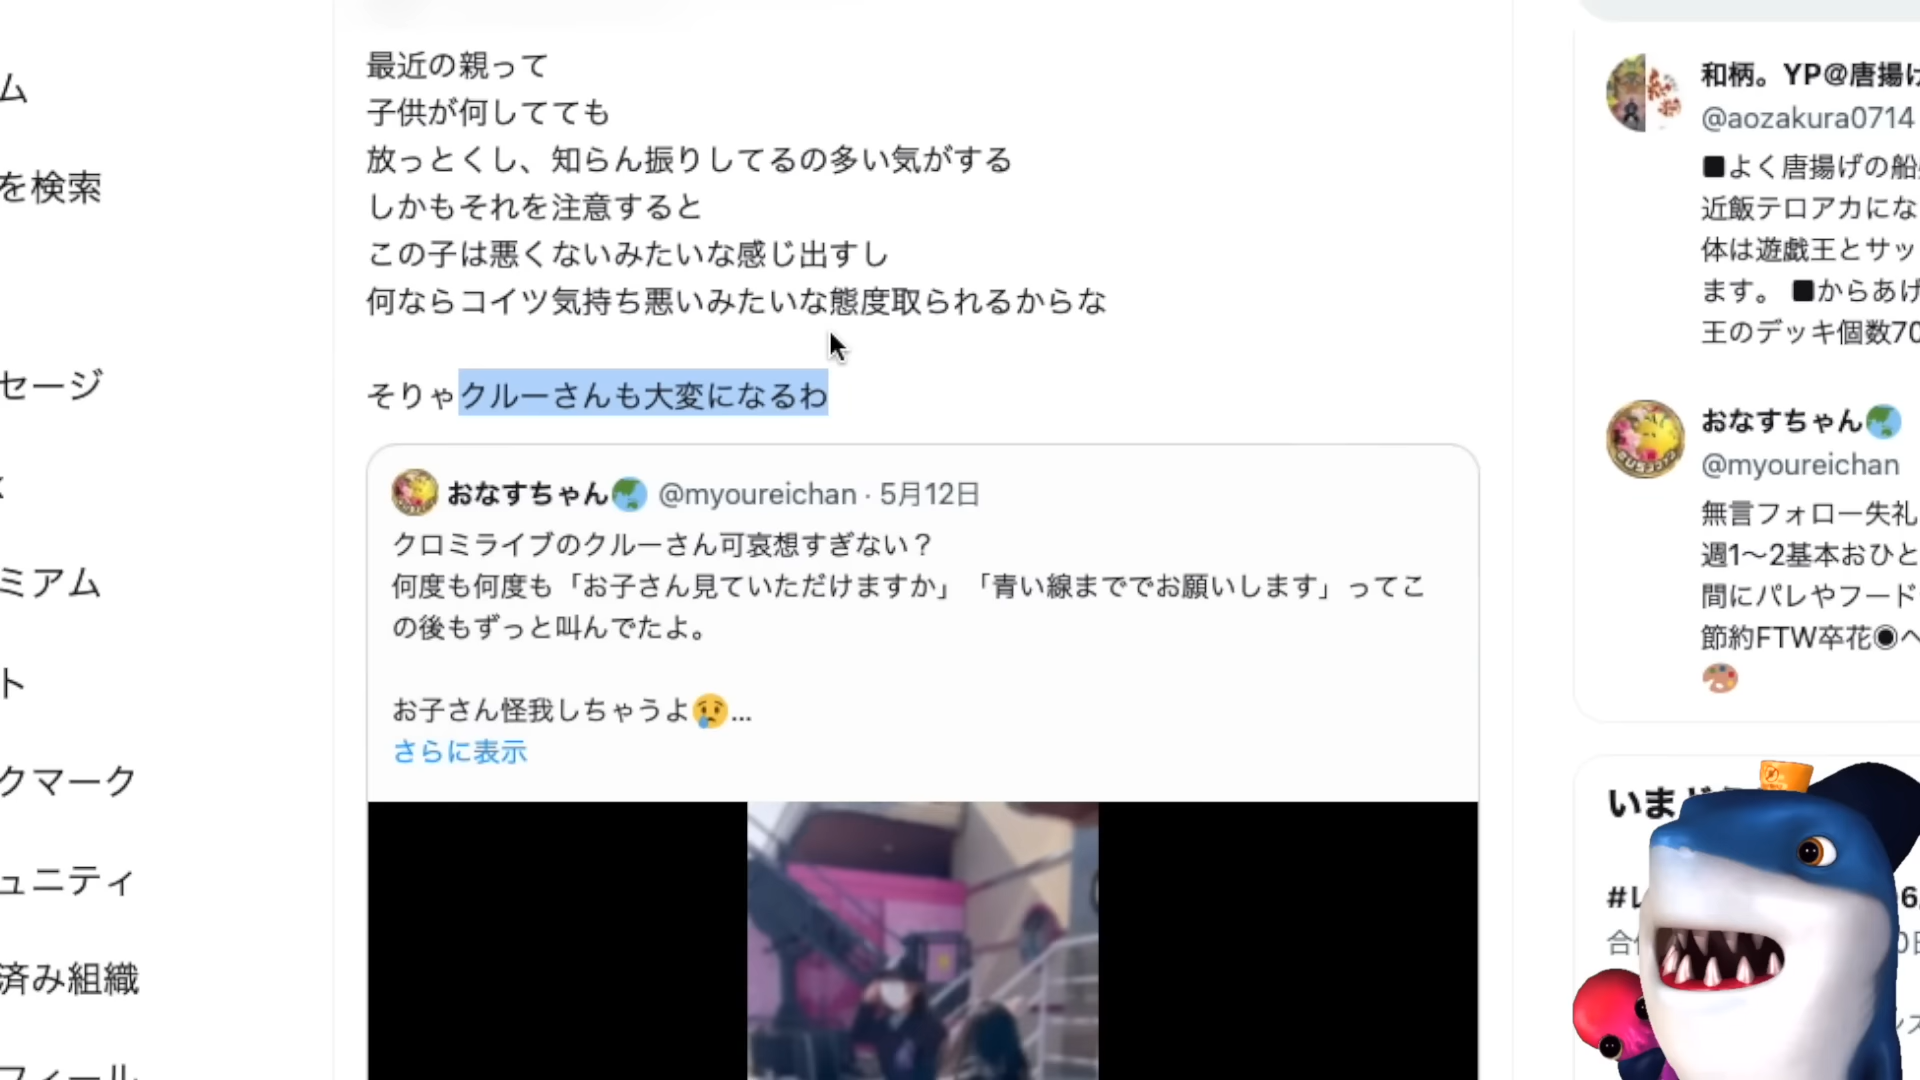 ム
を検索
セージ
ミアム
ト
クマーク
ュニティ
済み組織
フィール
最近の親って
子供が何してても
放っとくし、知らん振りしてるの多い気がする
しかもそれを注意すると
この子は悪くないみたいな感じ出すし
何ならコイツ気持ち悪いみたいな態度取られるからな
そりゃクルーさんも大変になるわ
おなすちゃん🌏 @myoureichan · 5月12日
クロミライブのクルーさん可哀想すぎない？
何度も何度も「お子さん見ていただけますか」「青い線まででお願いします」ってこ
の後もずっと叫んでたよ。
お子さん怪我しちゃうよ😢...
さらに表示
和柄。YP@唐揚げ
@aozakura0714
■よく唐揚げの船
近飯テロアカにな
体は遊戯王とサッ
ます。 ■からあげ
王のデッキ個数70
おなすちゃん🌏
@myoureichan
無言フォロー失礼
週1〜2基本おひと
間にパレやフード
節約FTW卒花◉へ
🎨
いま